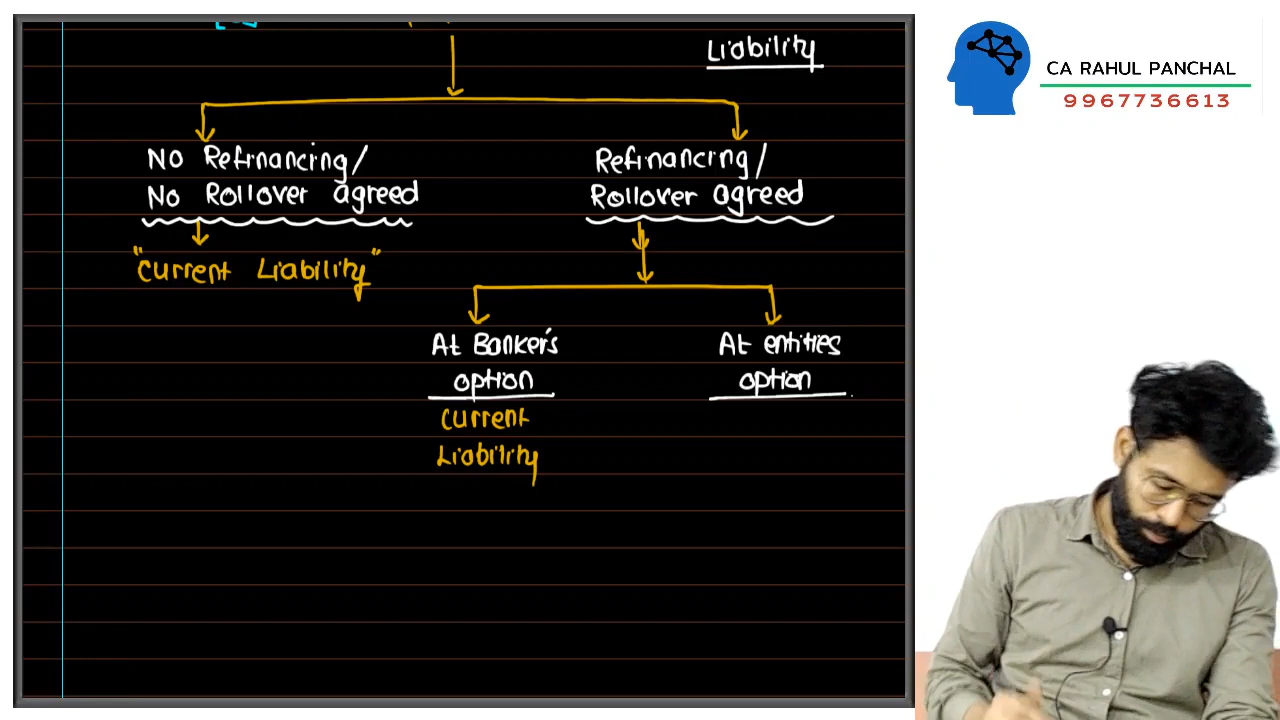 Liability
CA RAHUL PANCHAL
9967736613
No Refinancing/
No Rollover agreed
"Current Liability"
Refinancing/
Rollover agreed
At Banker's
option
Current
Liability
At entities
option